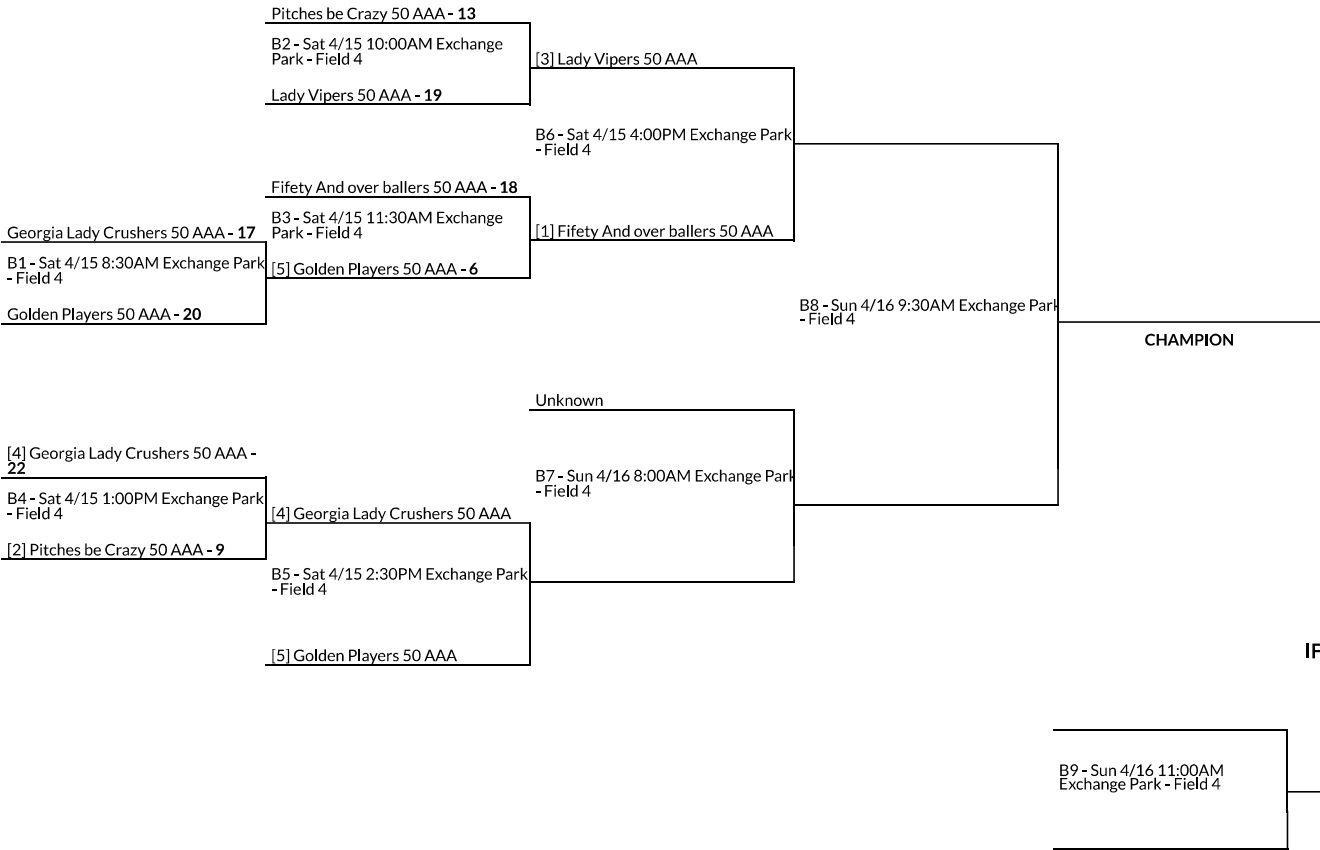 Pitches be Crazy 50 AAA - 13
B2 - Sat 4/15 10:00AM Exchange
Park - Field 4
Lady Vipers 50 AAA - 19
[3] Lady Vipers 50 AAA
B6 - Sat 4/15 4:00PM Exchange Park
- Field 4
Fifety And over ballers 50 AAA - 18
B3 - Sat 4/15 11:30AM Exchange
Park - Field 4
[1] Fifety And over ballers 50 AAA
Georgia Lady Crushers 50 AAA - 17
B1 - Sat 4/15 8:30AM Exchange Park
- Field 4
[5] Golden Players 50 AAA - 6
Golden Players 50 AAA - 20
B8 - Sun 4/16 9:30AM Exchange Park
- Field 4
CHAMPION
Unknown
[4] Georgia Lady Crushers 50 AAA -
22
B4 - Sat 4/15 1:00PM Exchange Park
- Field 4
[2] Pitches be Crazy 50 AAA - 9
B7 - Sun 4/16 8:00AM Exchange Park
- Field 4
[4] Georgia Lady Crushers 50 AAA
B5 - Sat 4/15 2:30PM Exchange Park
- Field 4
[5] Golden Players 50 AAA
IF
B9 - Sun 4/16 11:00AM
Exchange Park - Field 4